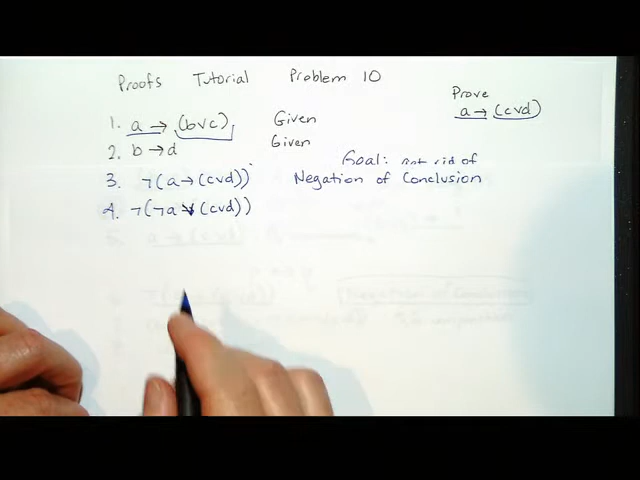 Proofs Tutorial Problem 10
Prove
a → (c∨d)
1. a → (b∨c) Given
2. b → d Given
Goal: get rid of
3. ¬(a → (c∨d)) Negation of Conclusion
4. ¬(¬a ∨ (c∨d))